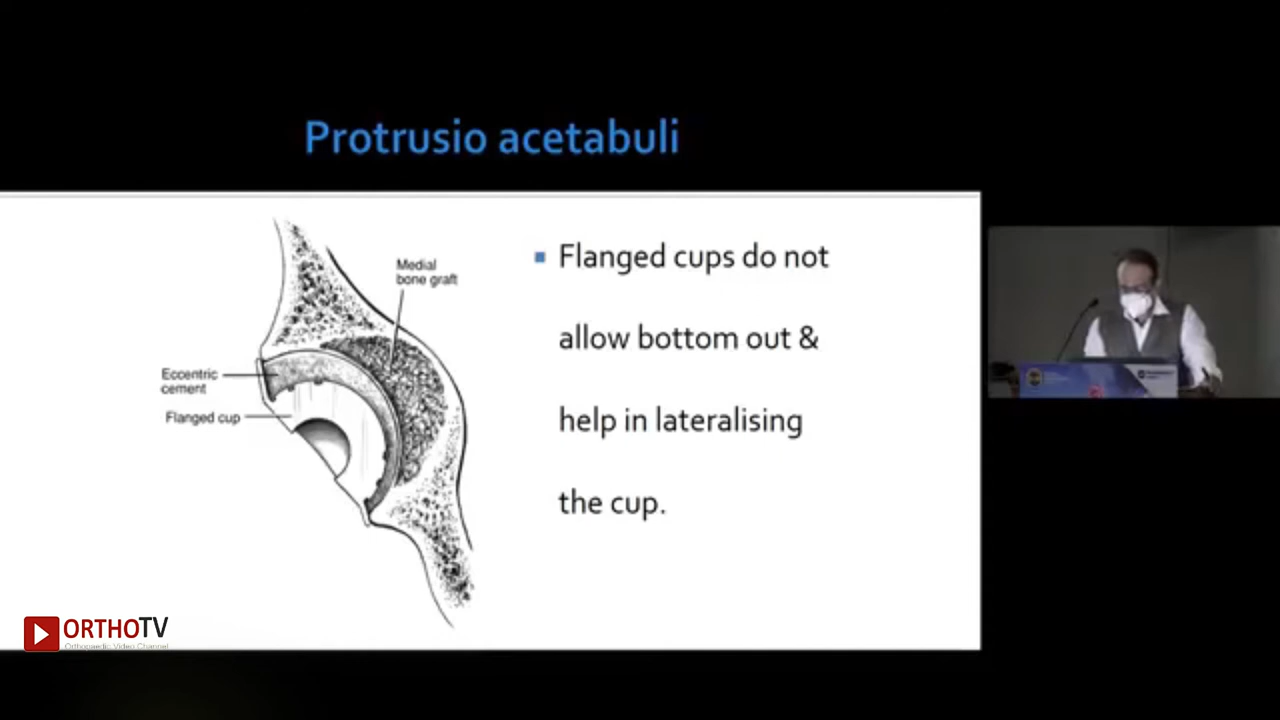 Protrusio acetabuli
Medial
bone graft
Eccentric
cement
Flanged cup
Flanged cups do not
allow bottom out &
help in lateralising
the cup.
ORTHOTV
Orthopaedic Video Channel